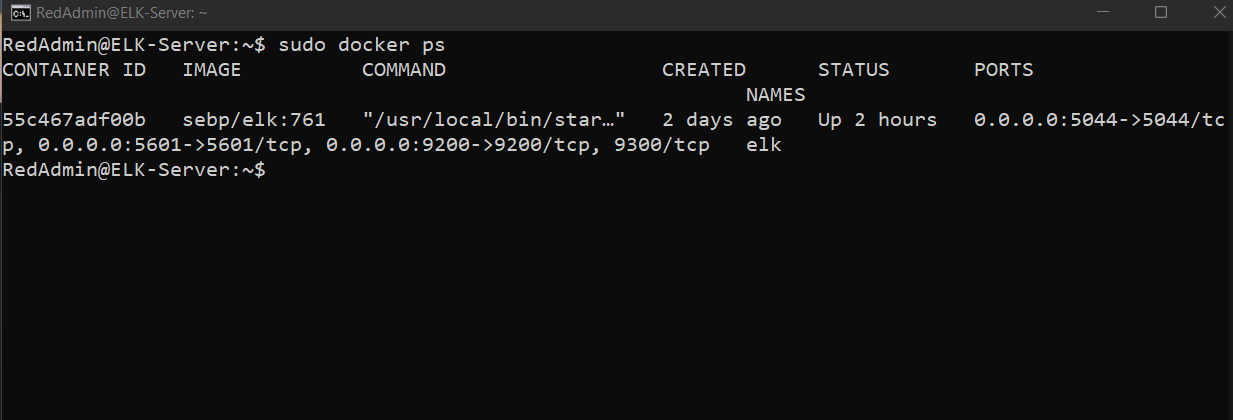 RedAdmin@ELK-Server: ~
RedAdmin@ELK-Server:~$ sudo docker ps
CONTAINER ID   IMAGE          COMMAND                  CREATED      STATUS       PORTS
                                                              NAMES
55c467adf00b   sebp/elk:761   "/usr/local/bin/star…"   2 days ago   Up 2 hours   0.0.0.0:5044->5044/tc
p, 0.0.0.0:5601->5601/tcp, 0.0.0.0:9200->9200/tcp, 9300/tcp   elk
RedAdmin@ELK-Server:~$